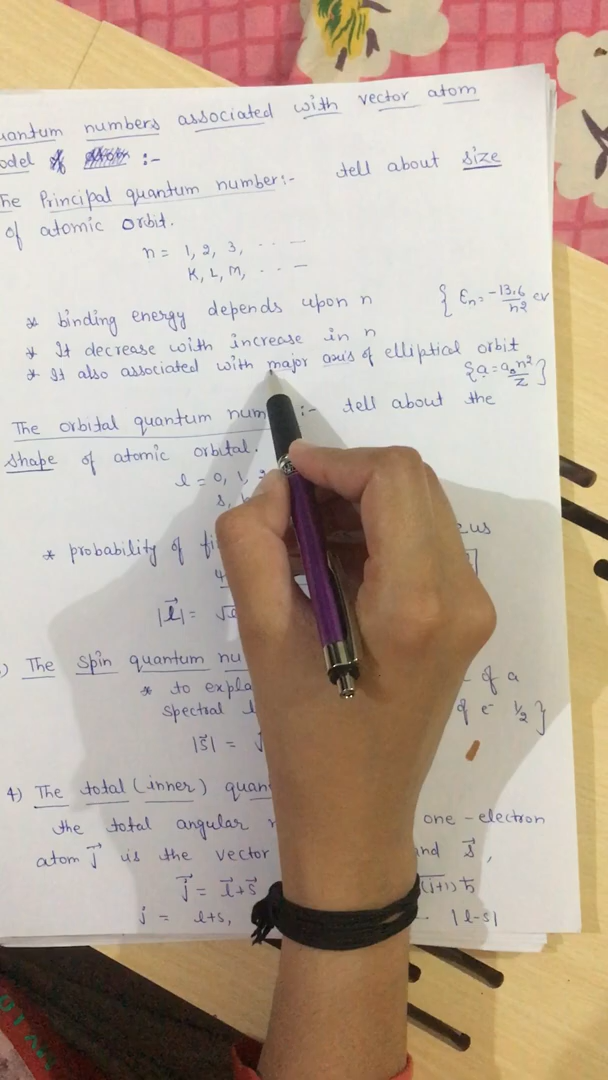 uantum numbers associated with vector atom
odel :-
The Principal quantum number:- tell about size
of atomic orbit.
n = 1, 2, 3, . . –
K, L, M, . . –
* binding energy depends upon n { En = -13.6/n² ev
* It decrease with increase in n
* It also associated with major axis of elliptical orbit
{a = a₀n²/Z}
The orbital quantum num :- tell about the
shape of atomic orbital.
l = 0, 1,
s,
* probability of
|l⃗| = √
) The spin quantum nu
* to expla of a
spectral of e⁻ ½ }
|s⃗| = √
4) The total (inner) quan
the total angular one-electron
atom j⃗ is the vector and s⃗,
j⃗ = l⃗+s⃗ (j+1) ħ
j = l+s, – |l-s|